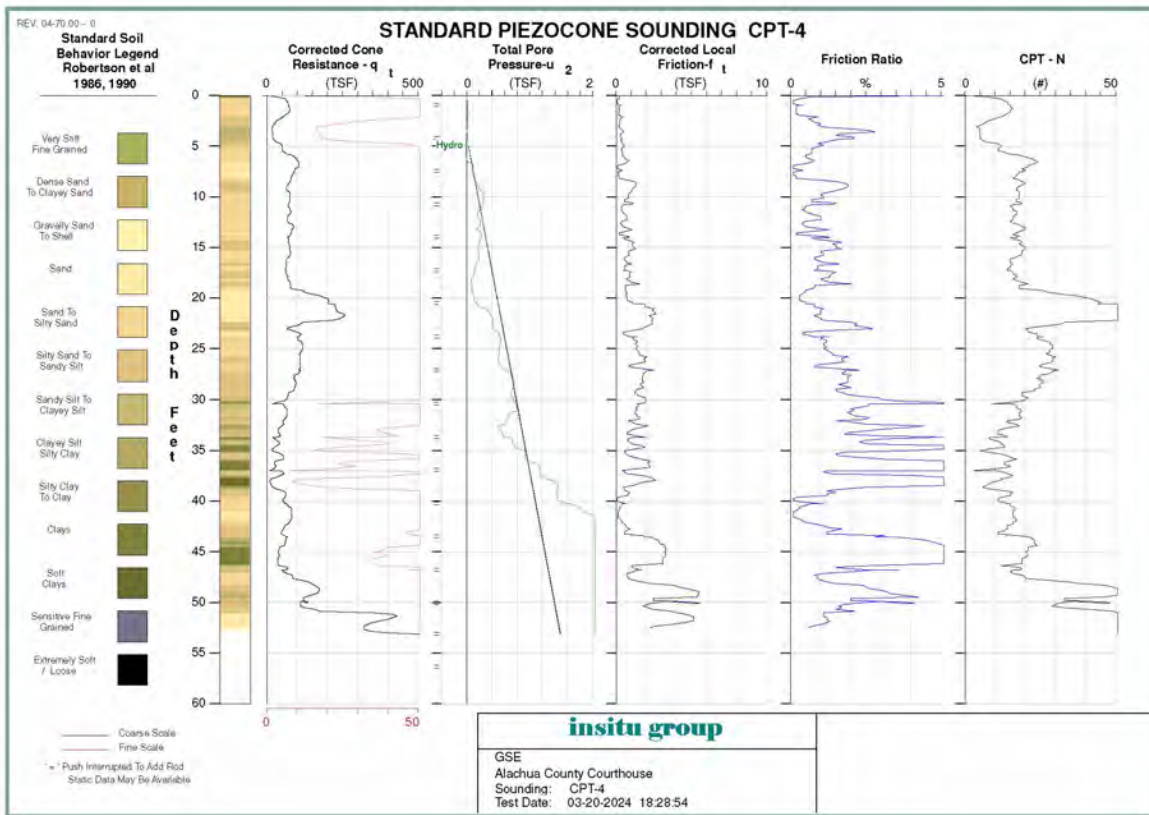 REV. 04-70.00 - 0
STANDARD PIEZOCONE SOUNDING CPT-4
Standard Soil
Behavior Legend
Robertson et al
1986, 1990
Corrected Cone
Resistance - q t
(TSF)
0
500
Total Pore
Pressure-u 2
(TSF)
0
2
Corrected Local
Friction-f t
(TSF)
0
10
Friction Ratio
%
0
5
CPT - N
(#)
0
50
Very Stiff
Fine Grained
Dense Sand
To Clayey Sand
Gravelly Sand
To Shell
Sand
Sand To
Silty Sand
Silty Sand To
Sandy Silt
Sandy Silt To
Clayey Silt
Clayey Silt
Silty Clay
Silty Clay
To Clay
Clays
Soft
Clays
Sensitive Fine
Grained
Extremely Soft
/ Loose
Depth Feet
0
5
10
15
20
25
30
35
40
45
50
55
60
Hydro
0
50
Coarse Scale
Fine Scale
' = ' Push Interrupted To Add Rod
Static Data May Be Available
insitu group
GSE
Alachua County Courthouse
Sounding: CPT-4
Test Date: 03-20-2024 18:28:54